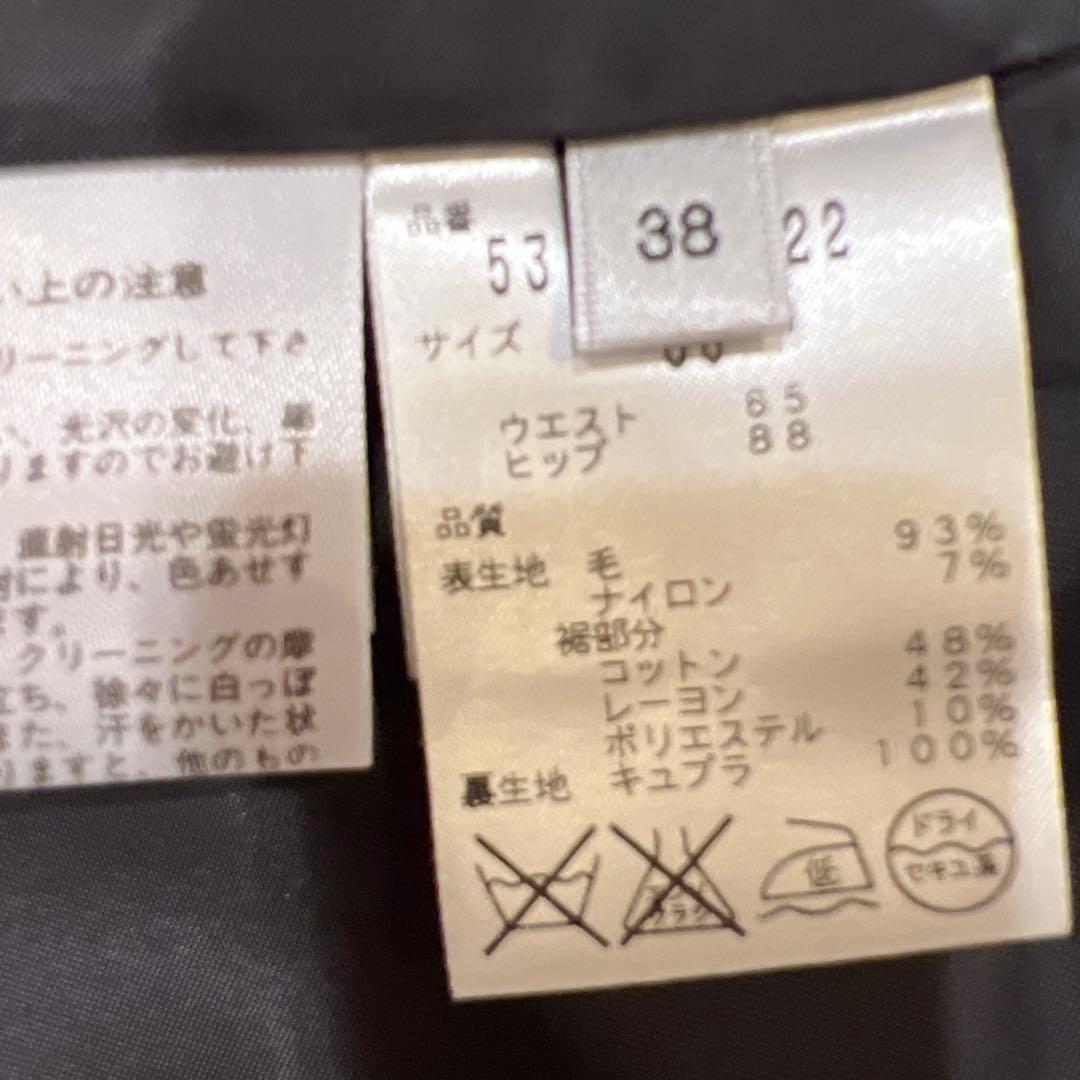 い上の注意
リーニングして下さ
、光沢の変化、
りますのでお避け下
直射日光や蛍光灯
射により、色あせす
ます。
クリーニングの摩
立ち、徐々に白っぽ
また、汗をかいた状
りますと、他のもの
品番
53
38
22
サイズ
ウエスト 65
ヒップ 88
品質
表生地 毛 93%
ナイロン 7%
裾部分
コットン 48%
レーヨン 42%
ポリエステル 10%
裏生地 キュプラ 100%
低
ドライ
セキユ系